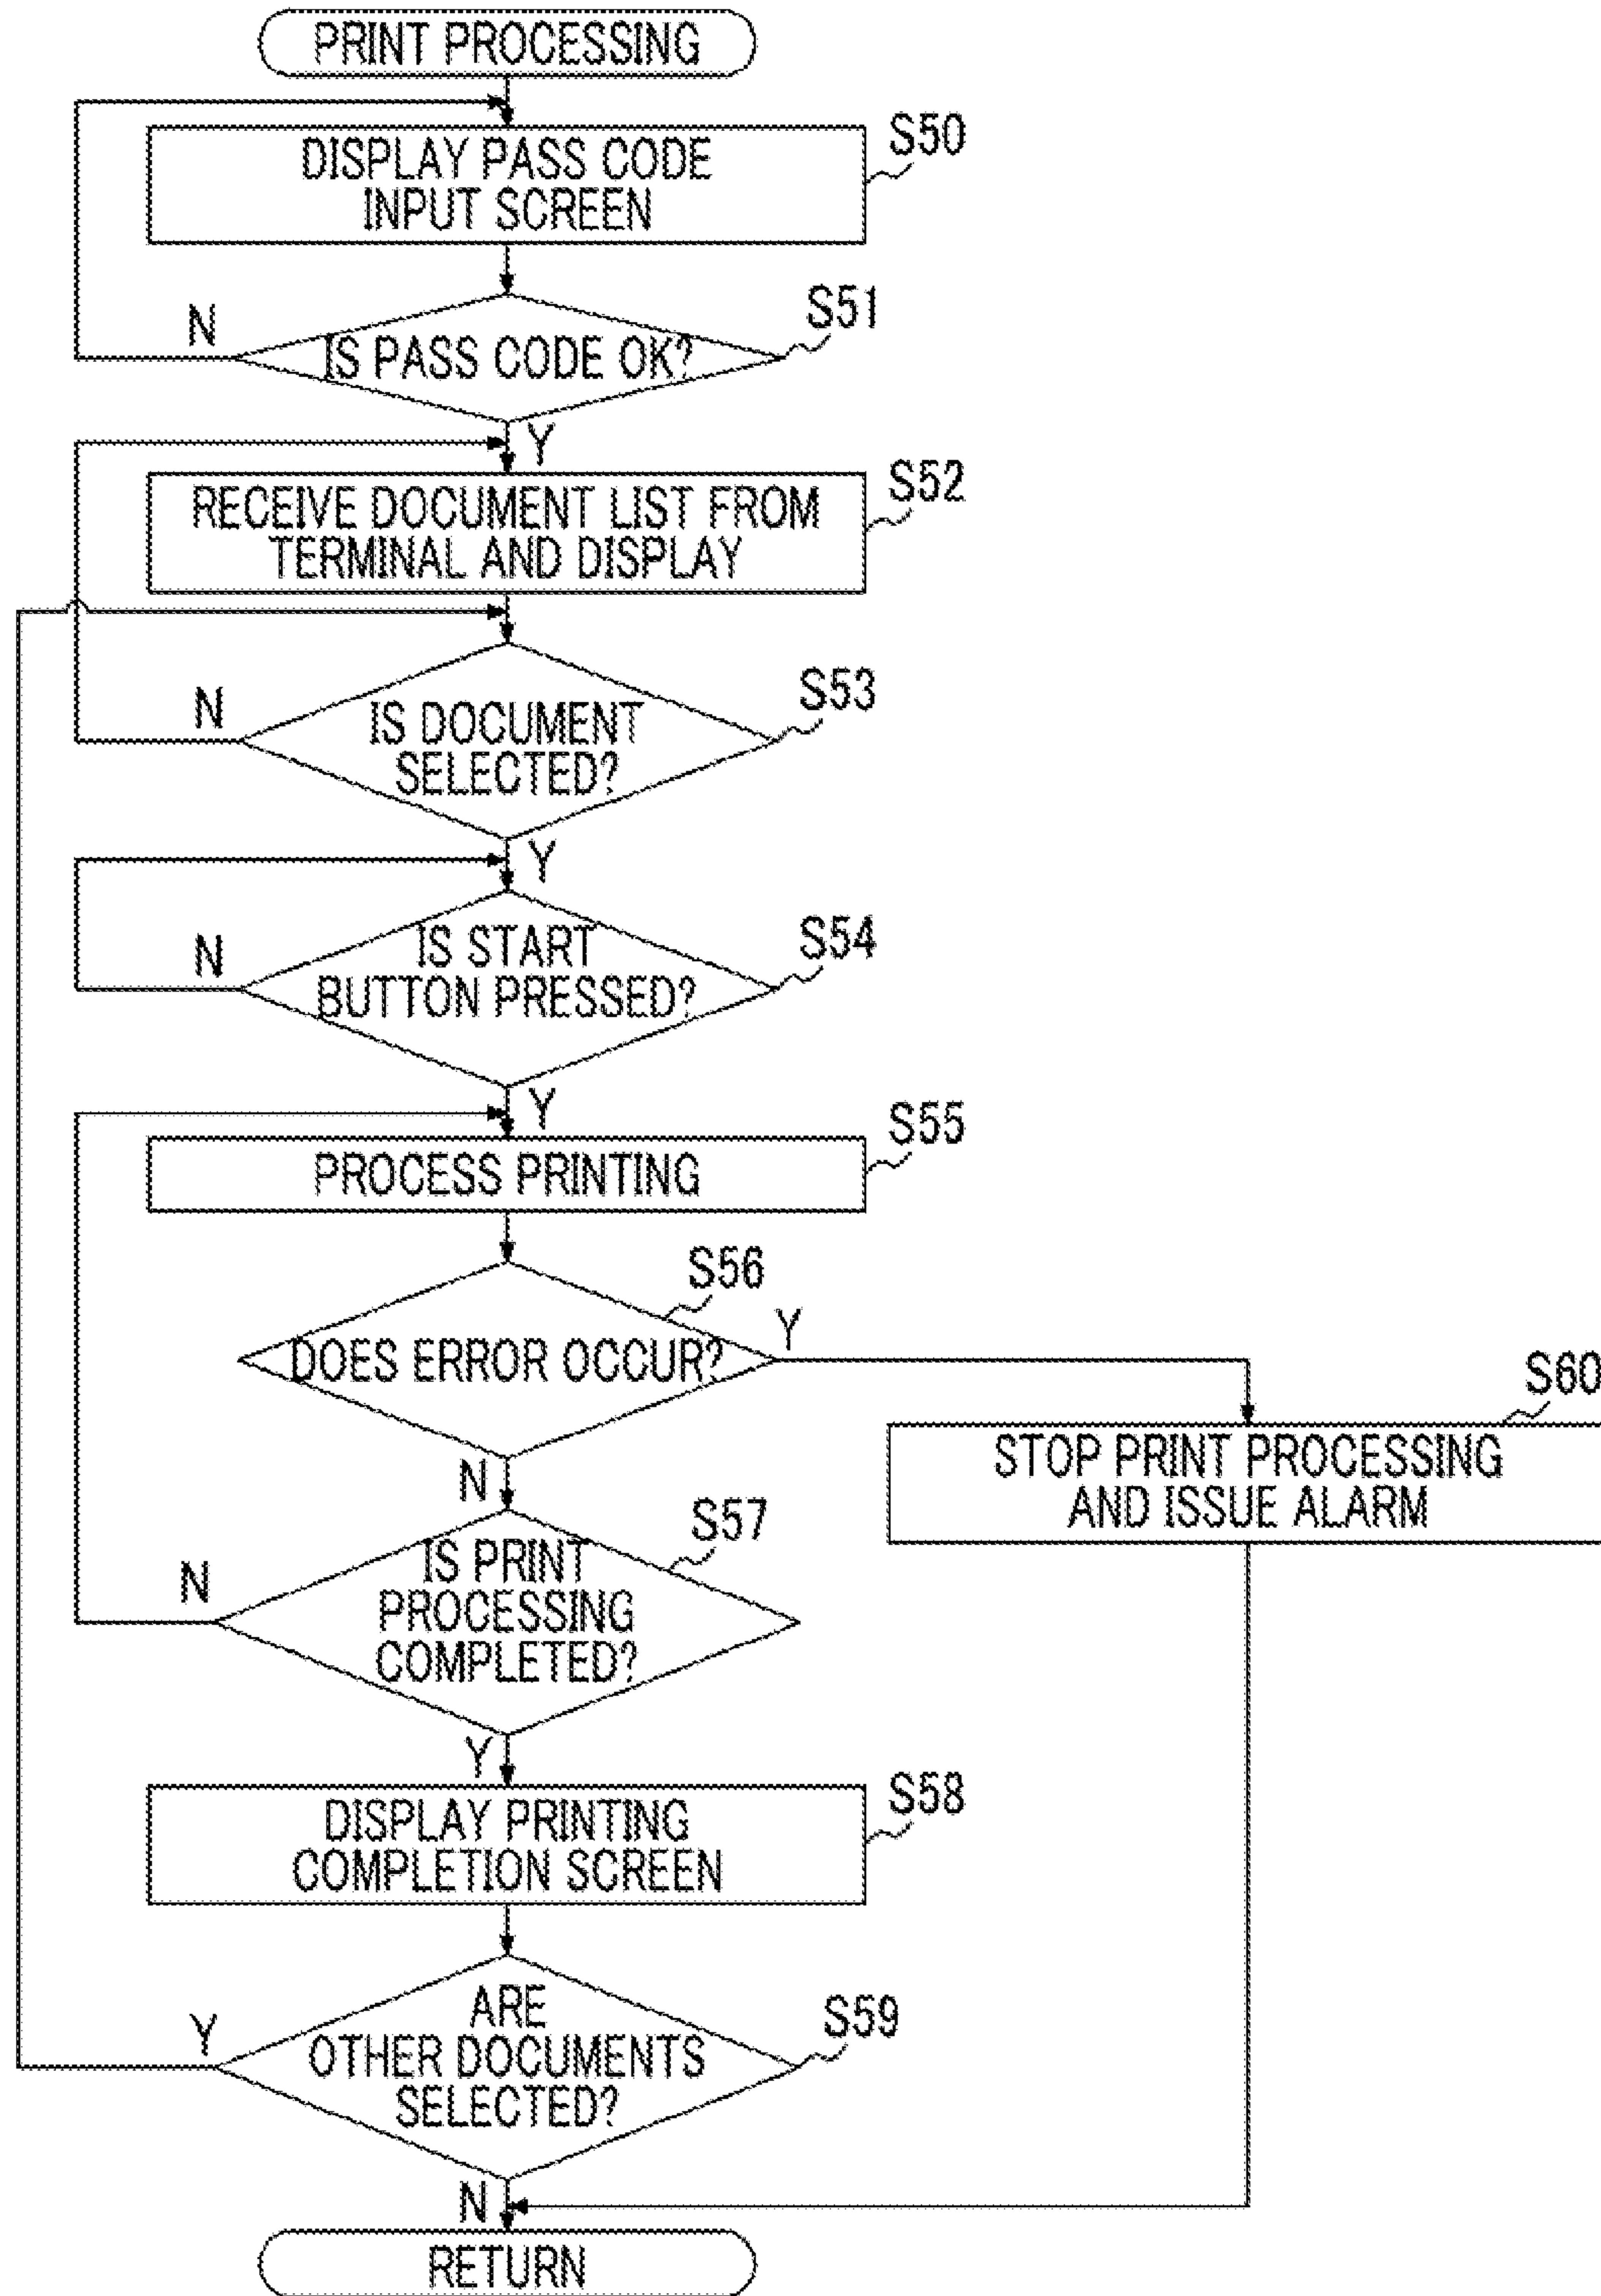 PRINT PROCESSING
S50
DISPLAY PASS CODE
INPUT SCREEN
S51
N
IS PASS CODE OK?
Y
S52
RECEIVE DOCUMENT LIST FROM
TERMINAL AND DISPLAY
S53
N
IS DOCUMENT
SELECTED?
Y
S54
N
IS START
BUTTON PRESSED?
Y
S55
PROCESS PRINTING
S56
Y
DOES ERROR OCCUR?
S60
STOP PRINT PROCESSING
AND ISSUE ALARM
N
S57
N
IS PRINT
PROCESSING
COMPLETED?
Y
S58
DISPLAY PRINTING
COMPLETION SCREEN
S59
Y
ARE
OTHER DOCUMENTS
SELECTED?
N
RETURN